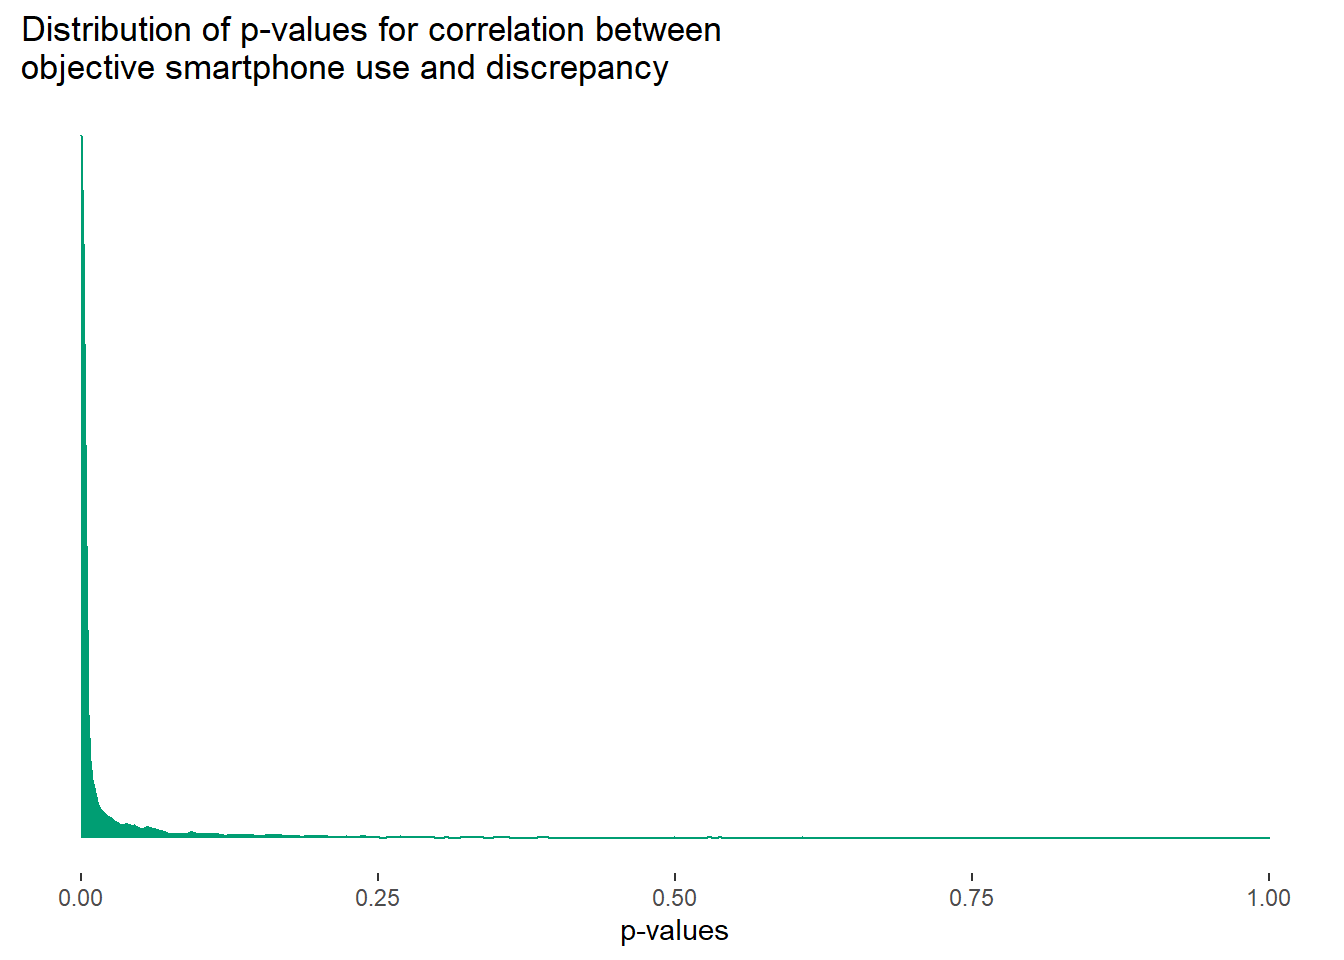 Distribution of p-values for correlation between
objective smartphone use and discrepancy
0.00 0.25 0.50 0.75 1.00
p-values